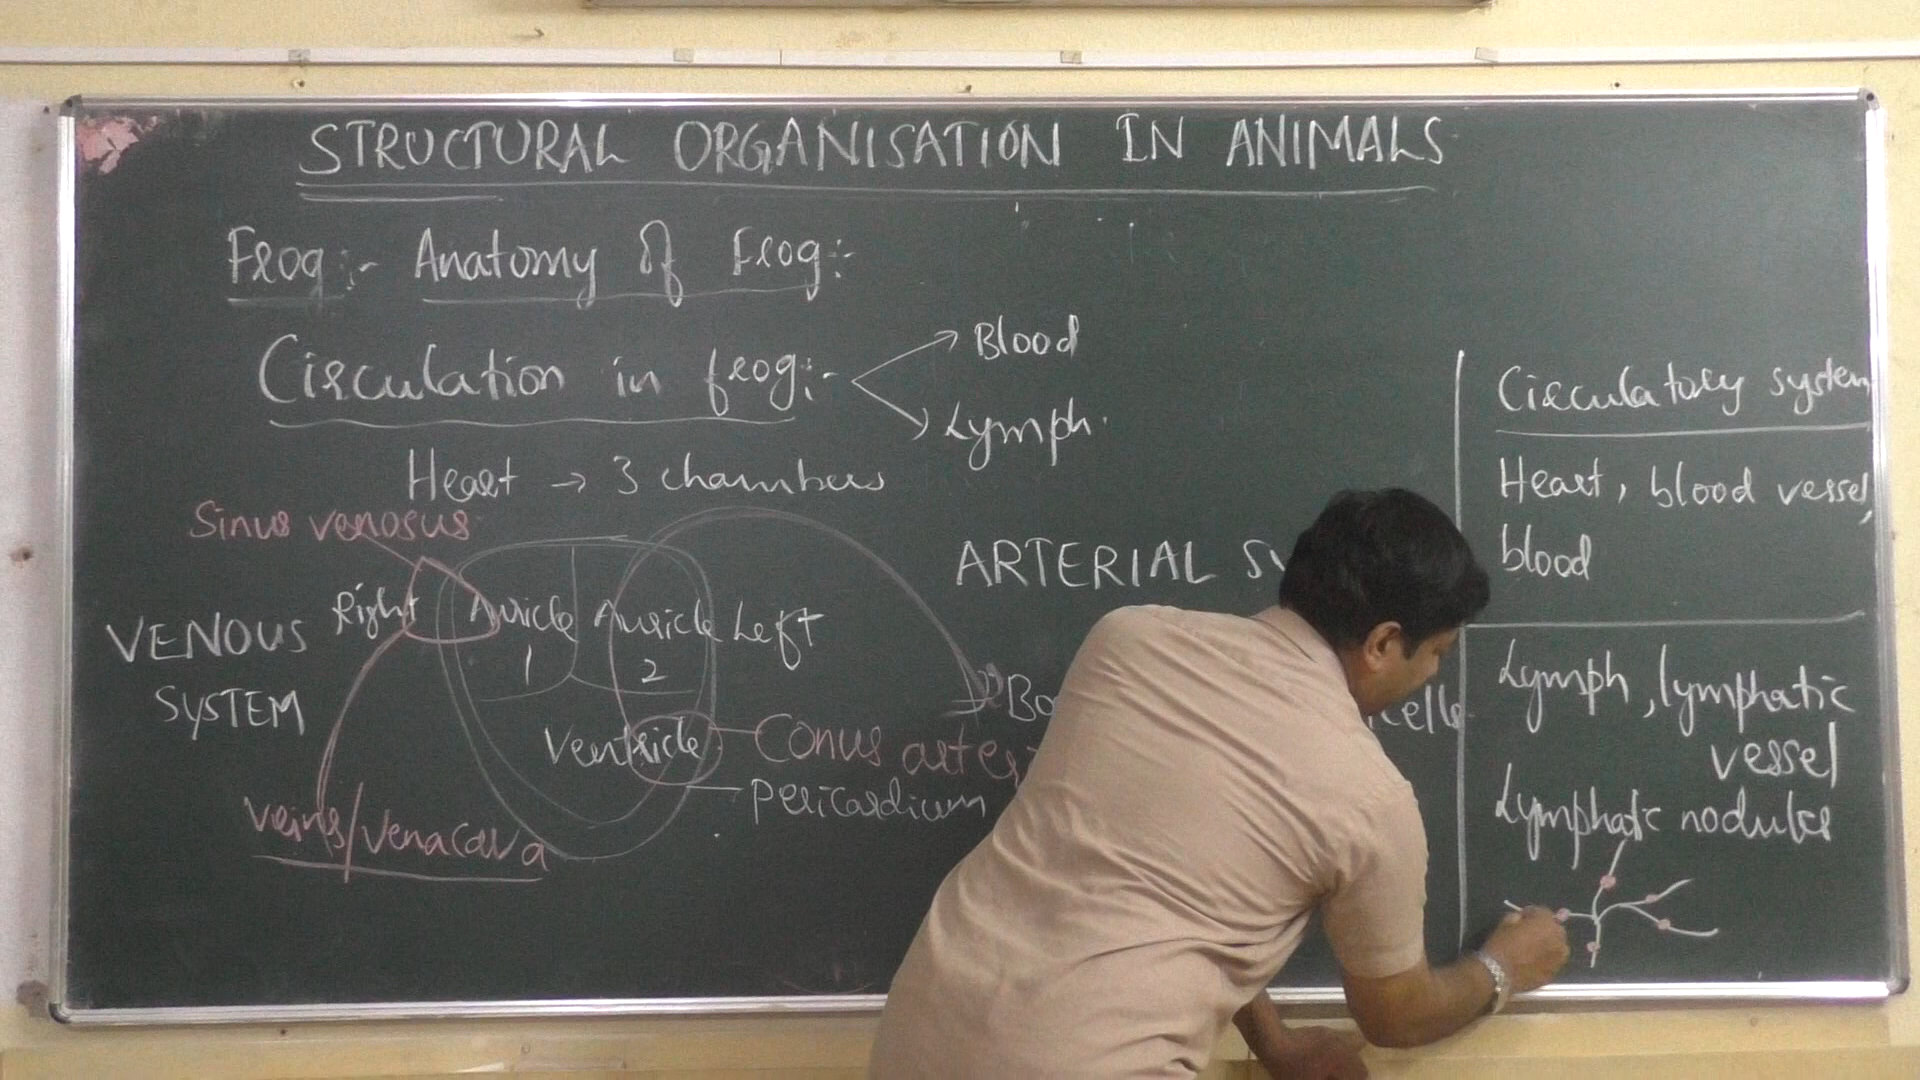 STRUCTURAL ORGANISATION IN ANIMALS
Frog:- Anatomy of Frog:-
Circulation in frog:-
Blood
Lymph.
Heart → 3 chambers
Sinus venosus
Right Auricle Auricle Left
1 2
VENOUS
SYSTEM
Ventricle
Conus
pericardium
Veins/Venacava
ARTERIAL
Circulatory system
Heart, blood vessel,
blood
Lymph, lymphatic
vessel
Lymphatic nodules